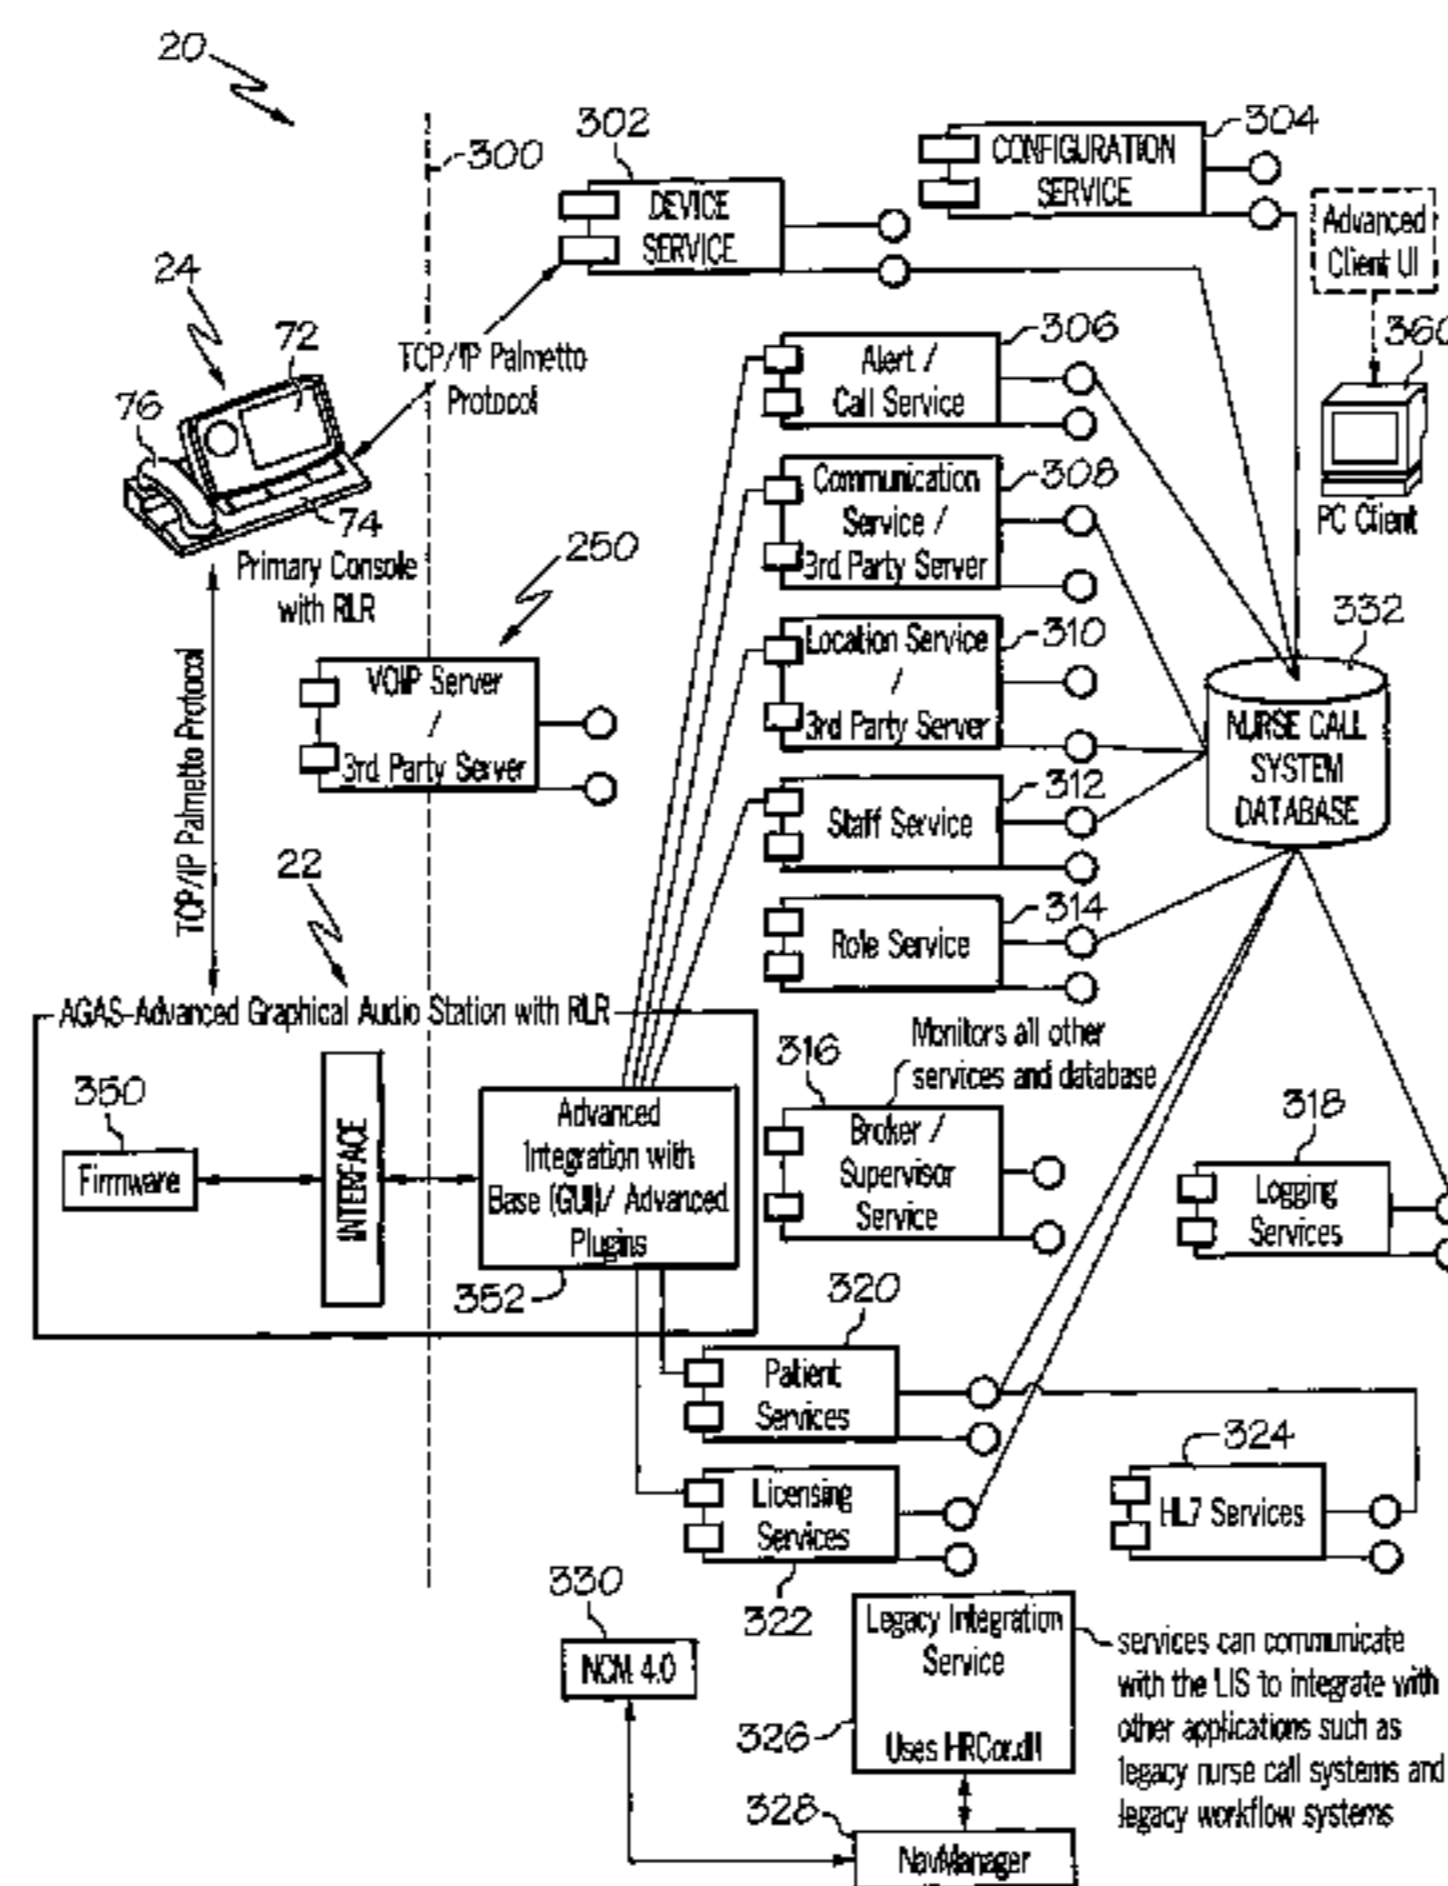 20
300
302
DEVICE
SERVICE
304
CONFIGURATION
SERVICE
Advanced
Client UI
360
PC Client
24
72
76
74
TCP/IP Palmetto
Protocol
Primary Console
with RLR
TCP/IP Palmetto Protocol
250
VOIP Server
/
3rd Party Server
306
Alert /
Call Service
308
Communication
Service /
3rd Party Server
310
Location Service
/
3rd Party Server
312
Staff Service
314
Role Service
332
NURSE CALL
SYSTEM
DATABASE
22
AGAS-Advanced Graphical Audio Station with RLR
350
Firmware
INTERFACE
Advanced
Integration with
Base (GUI)/ Advanced
Plugins
352
316
Monitors all other
services and database
Broker /
Supervisor
Service
318
Logging
Services
320
Patient
Services
Licensing
Services
322
324
HL7 Services
330
NCM 4.0
Legacy Integration
Service
Uses HRCor.dll
326
services can communicate
with the LIS to integrate with
other applications such as
legacy nurse call systems and
legacy workflow systems
328
NaviManager